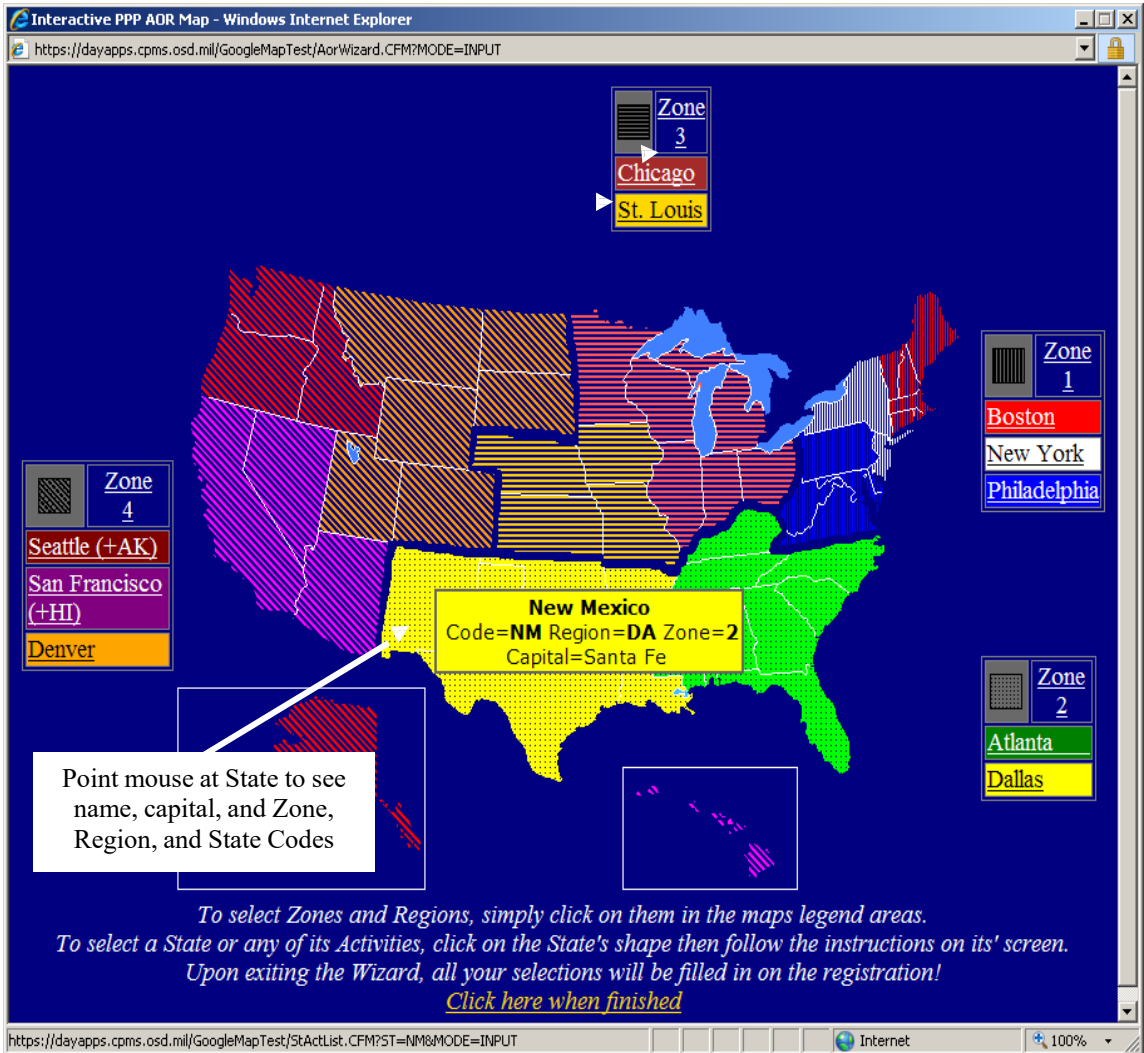 Interactive PPP AOR Map - Windows Internet Explorer
https://dayapps.cpms.osd.mil/GoogleMapTest/AorWizard.CFM?MODE=INPUT
Zone
3
Chicago
St. Louis
Zone
1
Boston
New York
Philadelphia
Zone
4
Seattle (+AK)
San Francisco
(+HI)
Denver
New Mexico
Code=NM Region=DA Zone=2
Capital=Santa Fe
Zone
2
Atlanta
Dallas
Point mouse at State to see
name, capital, and Zone,
Region, and State Codes
To select Zones and Regions, simply click on them in the maps legend areas.
To select a State or any of its Activities, click on the State's shape then follow the instructions on its' screen.
Upon exiting the Wizard, all your selections will be filled in on the registration!
Click here when finished
https://dayapps.cpms.osd.mil/GoogleMapTest/StActList.CFM?ST=NM&MODE=INPUT
Internet
100%